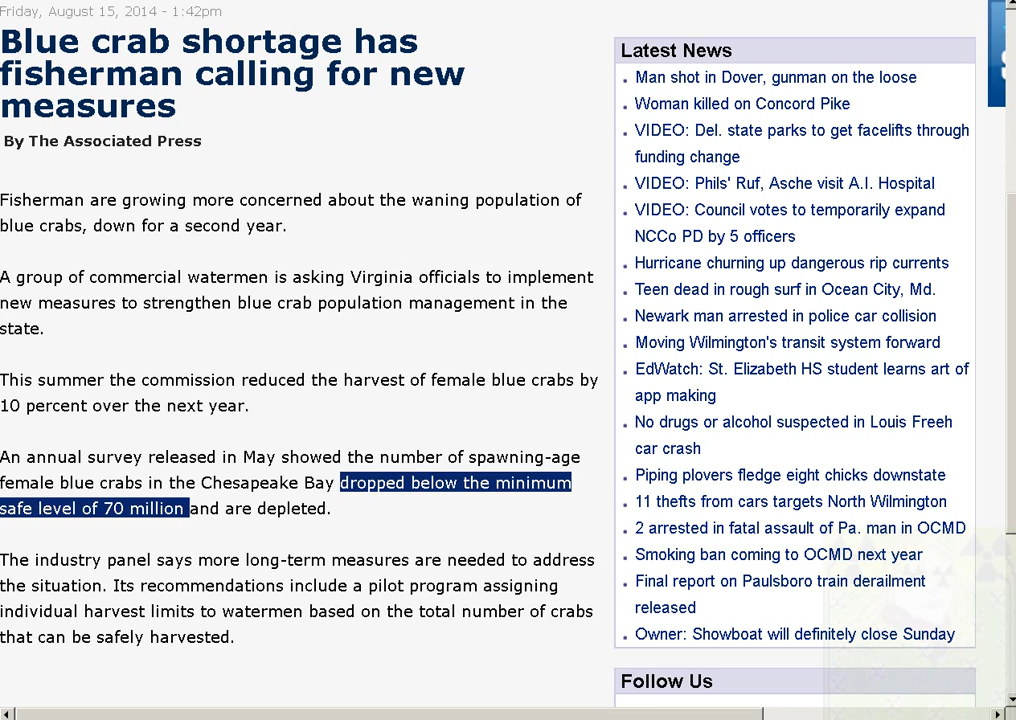 Friday, August 15, 2014 - 1:42pm
Blue crab shortage has
fisherman calling for new
measures
By The Associated Press
Fisherman are growing more concerned about the waning population of
blue crabs, down for a second year.
A group of commercial watermen is asking Virginia officials to implement
new measures to strengthen blue crab population management in the
state.
This summer the commission reduced the harvest of female blue crabs by
10 percent over the next year.
An annual survey released in May showed the number of spawning-age
female blue crabs in the Chesapeake Bay dropped below the minimum
safe level of 70 million and are depleted.
The industry panel says more long-term measures are needed to address
the situation. Its recommendations include a pilot program assigning
individual harvest limits to watermen based on the total number of crabs
that can be safely harvested.
Latest News
Man shot in Dover, gunman on the loose
Woman killed on Concord Pike
VIDEO: Del. state parks to get facelifts through
funding change
VIDEO: Phils' Ruf, Asche visit A.I. Hospital
VIDEO: Council votes to temporarily expand
NCCo PD by 5 officers
Hurricane churning up dangerous rip currents
Teen dead in rough surf in Ocean City, Md.
Newark man arrested in police car collision
Moving Wilmington's transit system forward
EdWatch: St. Elizabeth HS student learns art of
app making
No drugs or alcohol suspected in Louis Freeh
car crash
Piping plovers fledge eight chicks downstate
11 thefts from cars targets North Wilmington
2 arrested in fatal assault of Pa. man in OCMD
Smoking ban coming to OCMD next year
Final report on Paulsboro train derailment
released
Owner: Showboat will definitely close Sunday
Follow Us